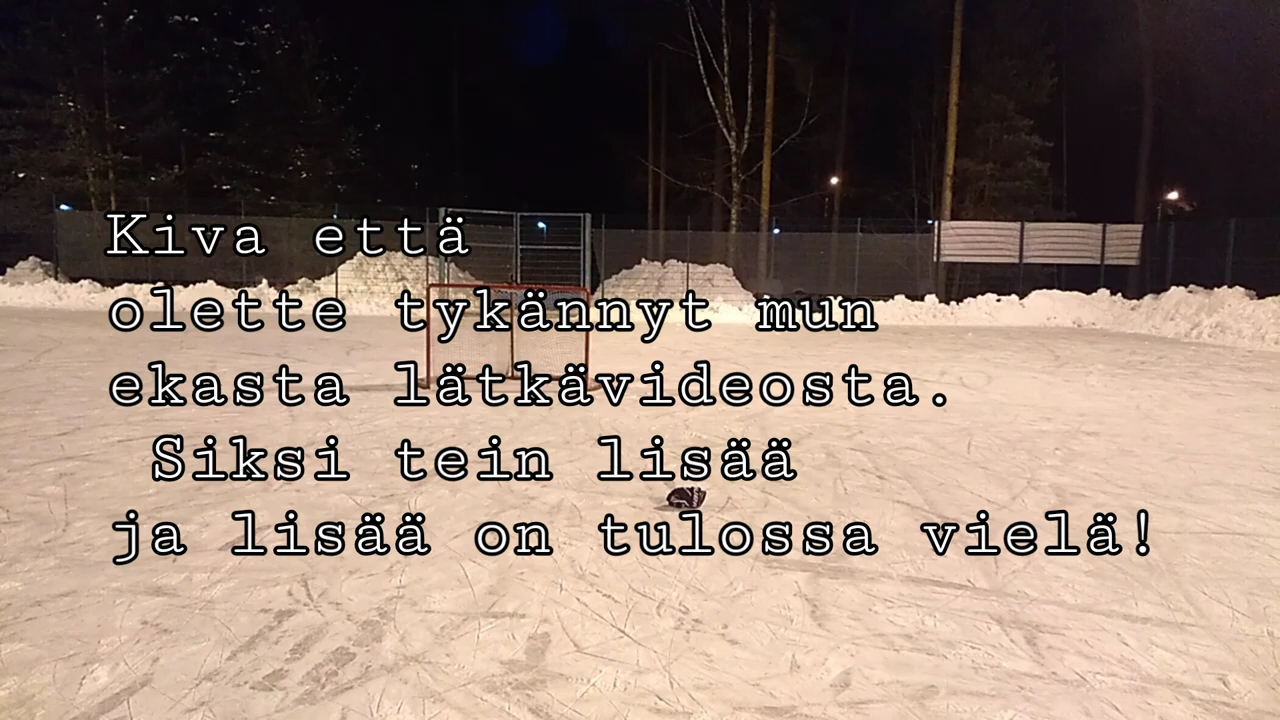 Kiva että
olette tykännyt mun
ekasta lätkävideosta.
Siksi tein lisää
ja lisää on tulossa vielä!